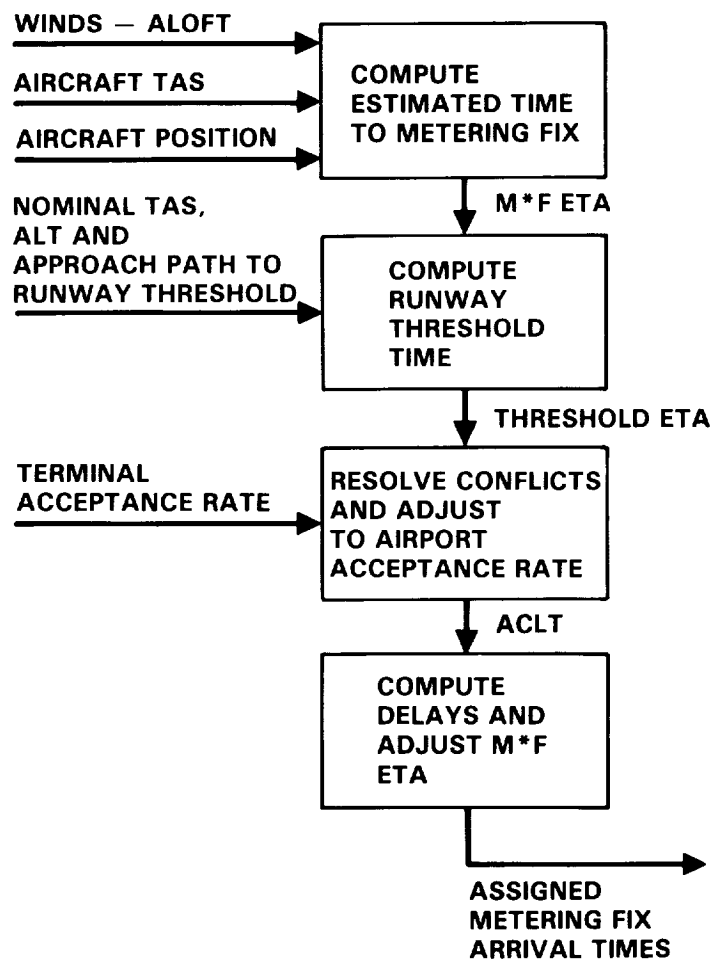 WINDS — ALOFT
AIRCRAFT TAS
AIRCRAFT POSITION
COMPUTE
ESTIMATED TIME
TO METERING FIX
M*F ETA
NOMINAL TAS,
ALT AND
APPROACH PATH TO
RUNWAY THRESHOLD
COMPUTE
RUNWAY
THRESHOLD
TIME
THRESHOLD ETA
TERMINAL
ACCEPTANCE RATE
RESOLVE CONFLICTS
AND ADJUST
TO AIRPORT
ACCEPTANCE RATE
ACLT
COMPUTE
DELAYS AND
ADJUST M*F
ETA
ASSIGNED
METERING FIX
ARRIVAL TIMES